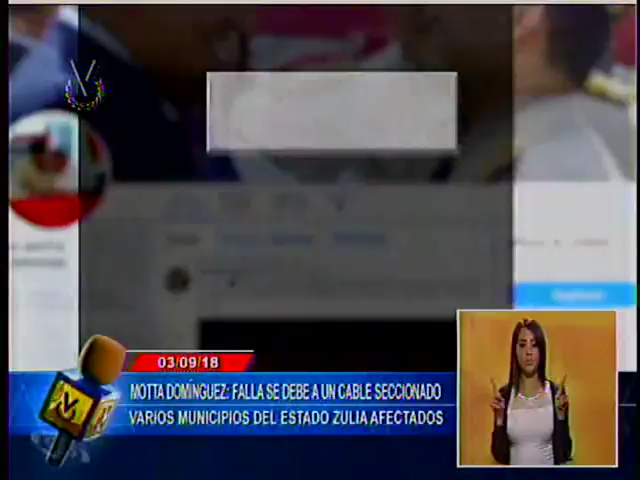 03/09/18
MOTTA DOMÍNGUEZ: FALLA SE DEBE A UN CABLE SECCIONADO
VARIOS MUNICIPIOS DEL ESTADO ZULIA AFECTADOS